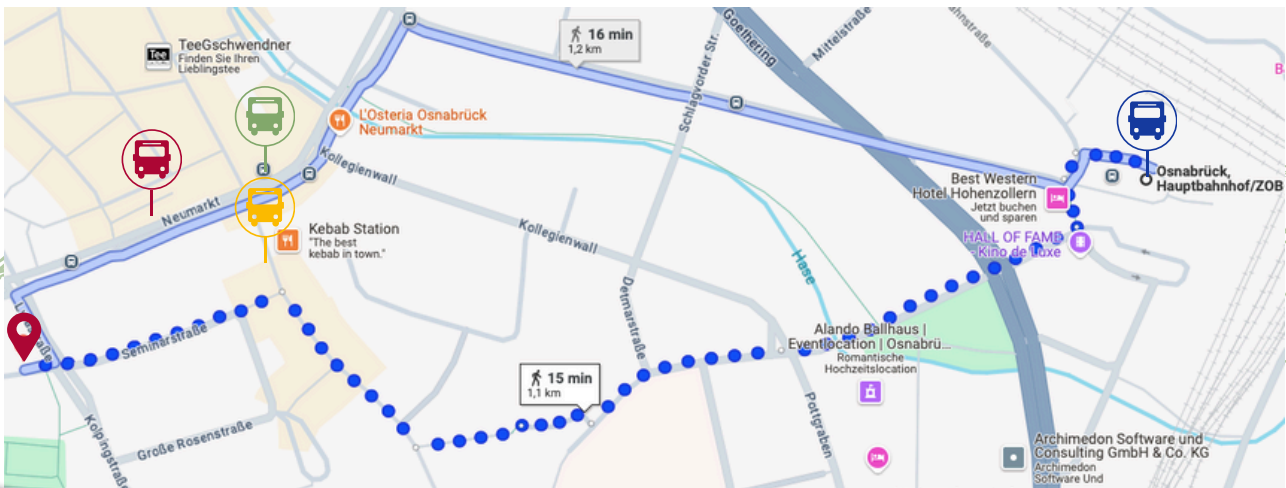 TeeGschwendner
Finden Sie Ihren
Lieblingstee
Tee
16 min
1,2 km
Goethering
Mittelstraße
Schlagvorder Str.
L'Osteria Osnabrück
Neumarkt
Kollegienwall
Neumarkt
Best Western
Hotel Hohenzollern
Jetzt buchen
und sparen
Osnabrück,
Hauptbahnhof/ZOB
Kebab Station
"The best
kebab in town."
Kollegienwall
HALL OF FAME
- Kino de Luxe
Hase
Detmarstraße
Seminarstraße
Alando Ballhaus |
Eventlocation | Osnabrü...
Romantische
Hochzeitslocation
15 min
1,1 km
Pottgraben
Kolpingstraße
Große Rosenstraße
Archimedon Software und
Consulting GmbH & Co. KG
Archimedon
Software Und